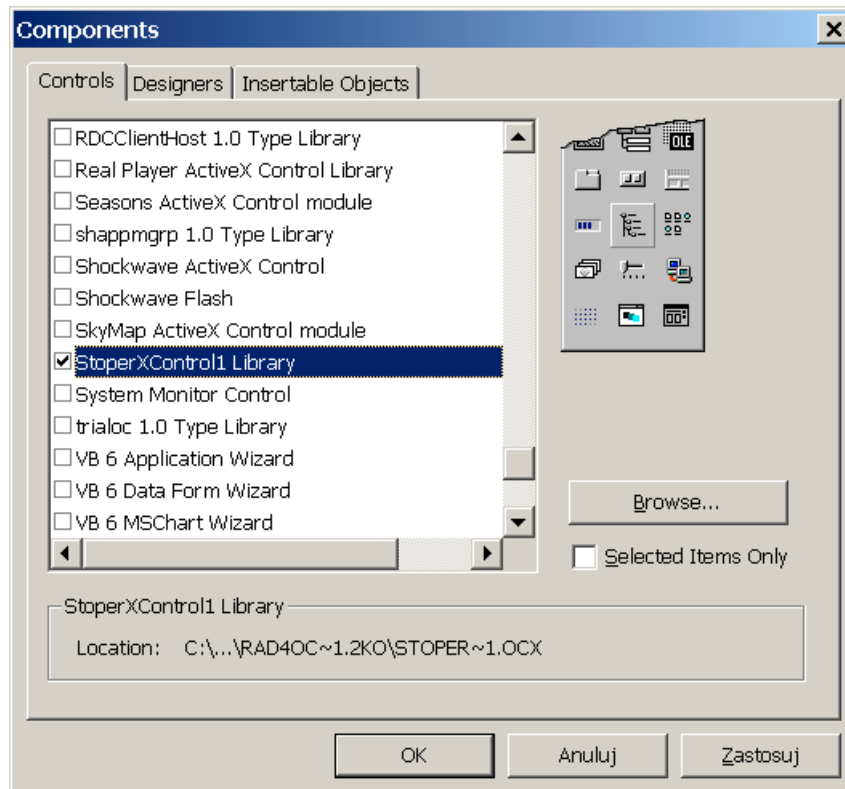 Components
Controls
Designers
Insertable Objects
RDCClientHost 1.0 Type Library
Real Player ActiveX Control Library
Seasons ActiveX Control module
shappmgrp 1.0 Type Library
Shockwave ActiveX Control
Shockwave Flash
SkyMap ActiveX Control module
StoperXControl1 Library
System Monitor Control
trialoc 1.0 Type Library
VB 6 Application Wizard
VB 6 Data Form Wizard
VB 6 MSChart Wizard
OLE
Browse...
Selected Items Only
StoperXControl1 Library
Location: C:\...\RAD4OC~1.2KO\STOPER~1.OCX
OK
Anuluj
Zastosuj